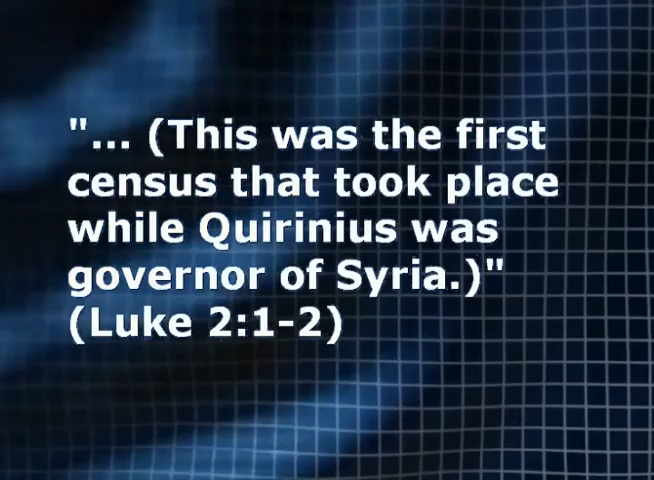 "... (This was the first
census that took place
while Quirinius was
governor of Syria.)"
(Luke 2:1-2)